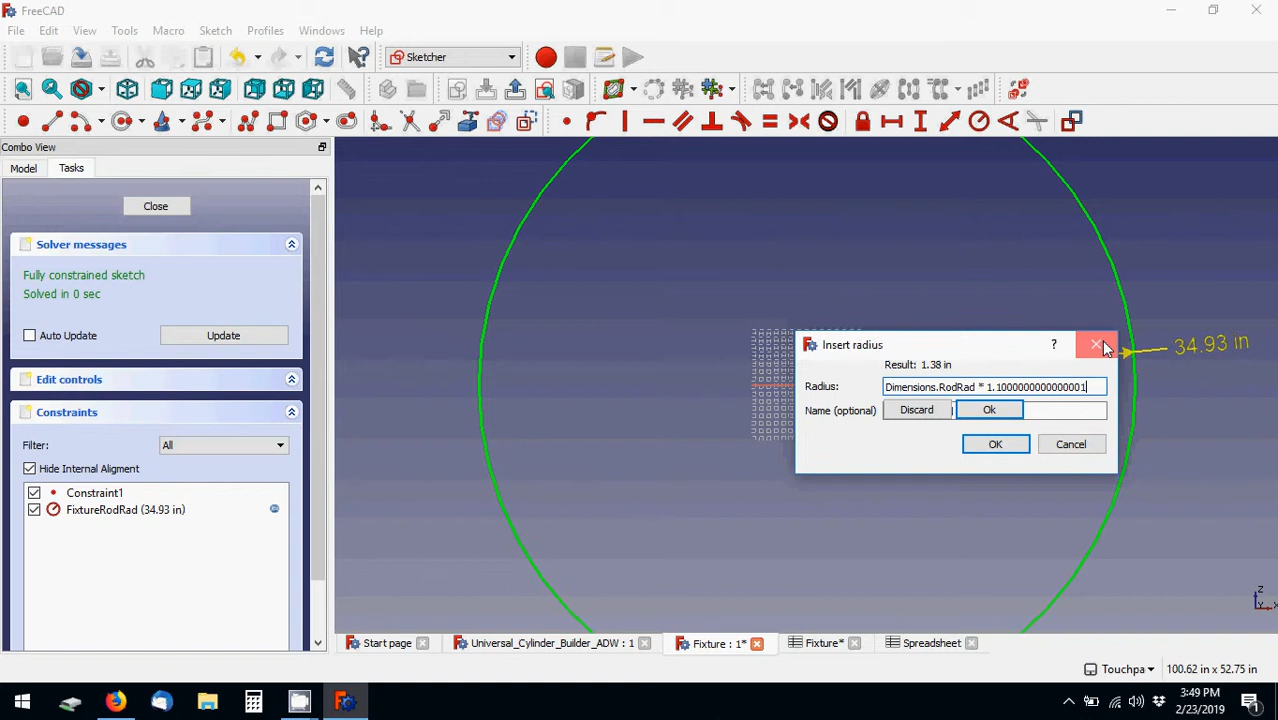 FreeCAD
File Edit View Tools Macro Sketch Profiles Windows Help
Sketcher
Combo View
Model Tasks
Close
Solver messages
Fully constrained sketch
Solved in 0 sec
Auto Update Update
Edit controls
Constraints
Filter: All
Hide Internal Aligment
Constraint1
FixtureRodRad (34.93 in)
34.93 in
Insert radius ?
Result: 1.38 in
Radius: Dimensions.RodRad * 1.1000000000000001
Name (optional) Discard Ok
OK Cancel
Z
Y X
Start page Universal_Cylinder_Builder_ADW : 1 Fixture : 1* Fixture* Spreadsheet
Touchpa 100.62 in x 52.75 in
3:49 PM
2/23/2019
1